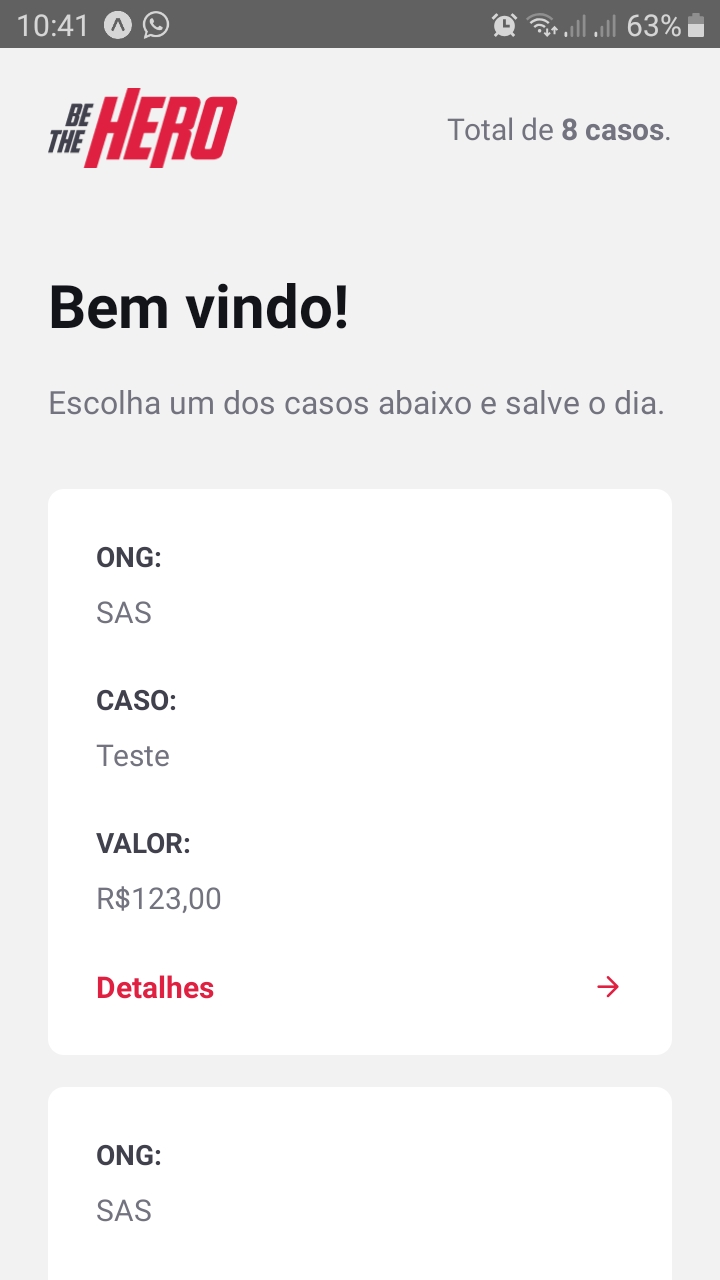 10:41 63%
BE
THE HERO
Total de 8 casos.
Bem vindo!
Escolha um dos casos abaixo e salve o dia.
ONG:
SAS
CASO:
Teste
VALOR:
R$123,00
Detalhes
ONG:
SAS